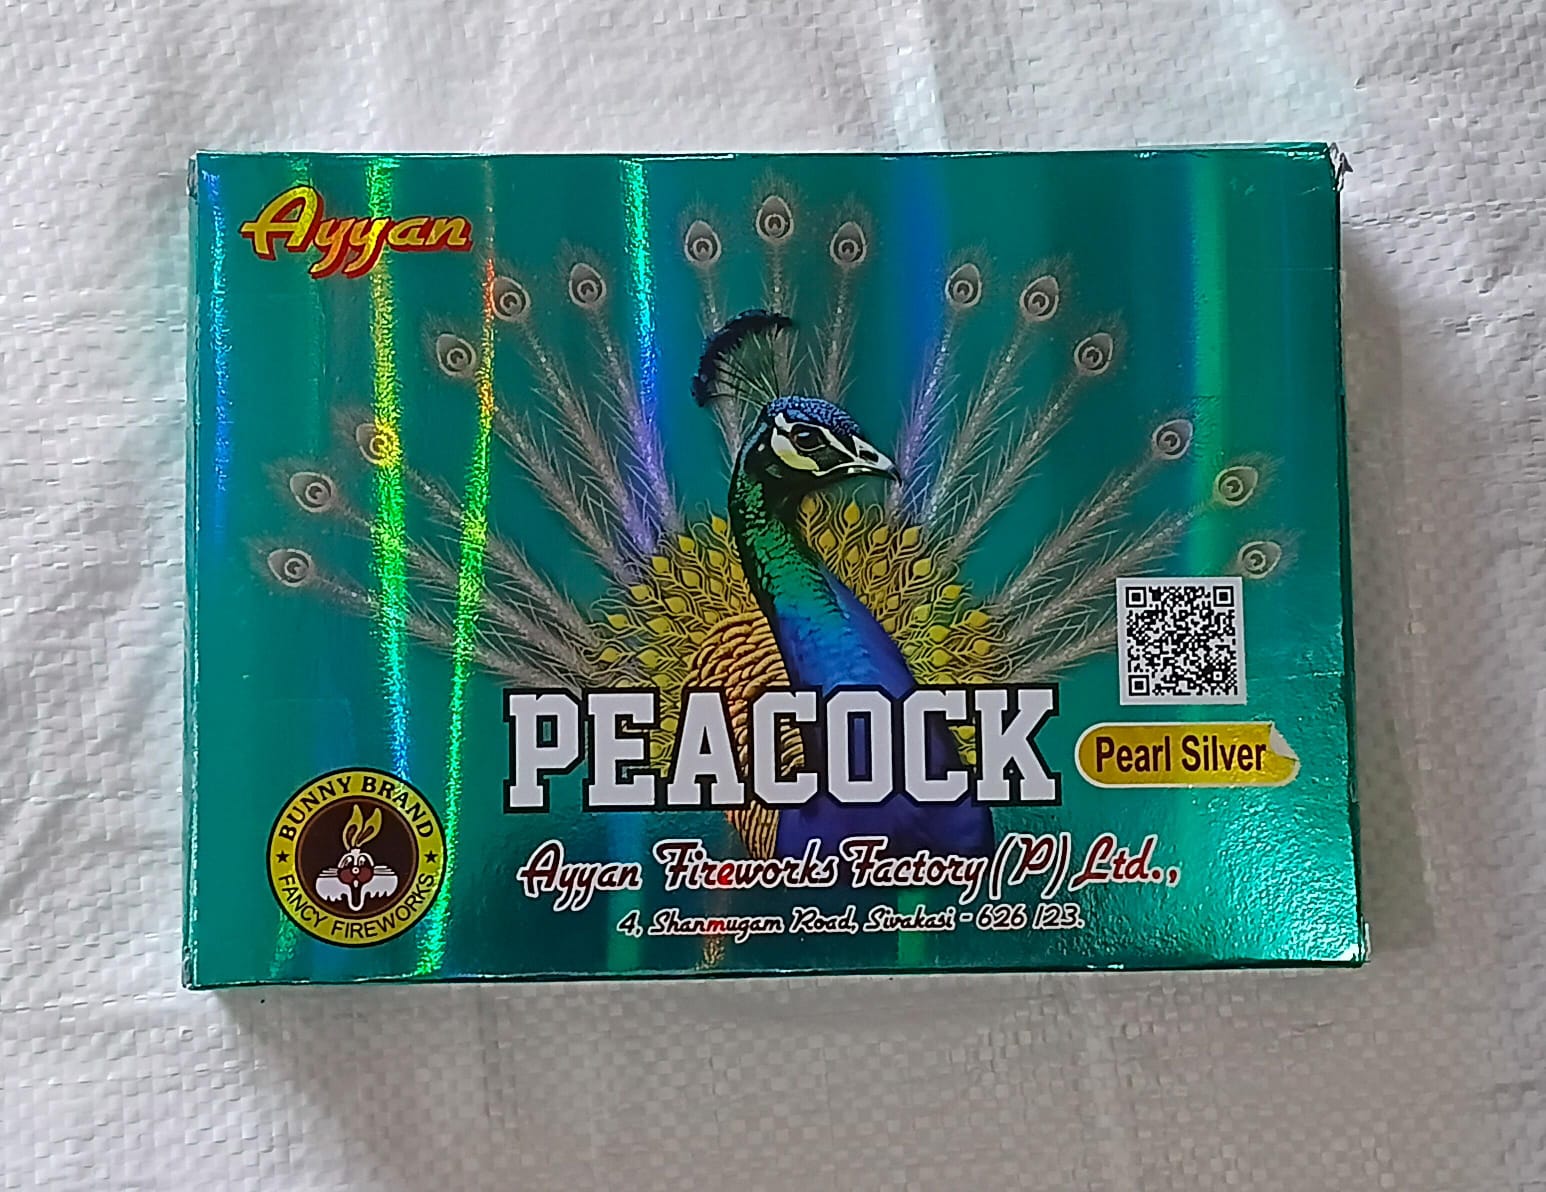 Ayyan
PEACOCK
Pearl Silver
BUNNY BRAND
FANCY FIREWORKS
Ayyan Fireworks Factory (P) Ltd.,
4, Shanmugam Road, Sivakasi - 626 123.